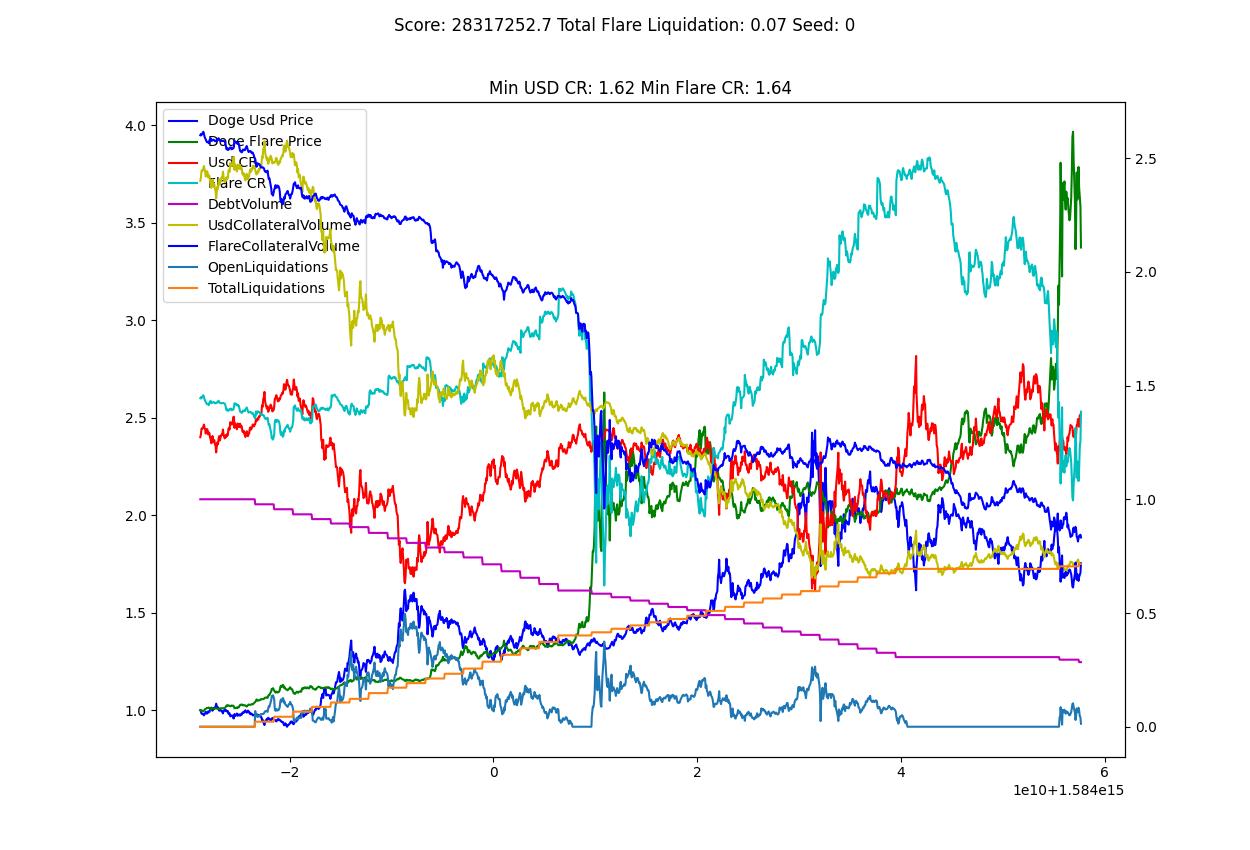 Score: 28317252.7 Total Flare Liquidation: 0.07 Seed: 0
Min USD CR: 1.62 Min Flare CR: 1.64
Doge Usd Price
Doge Flare Price
Usd CR
Flare CR
DebtVolume
UsdCollateralVolume
FlareCollateralVolume
OpenLiquidations
TotalLiquidations
4.0
3.5
3.0
2.5
2.0
1.5
1.0
2.5
2.0
1.5
1.0
0.5
0.0
−2
0
2
4
6
1e10+1.584e15